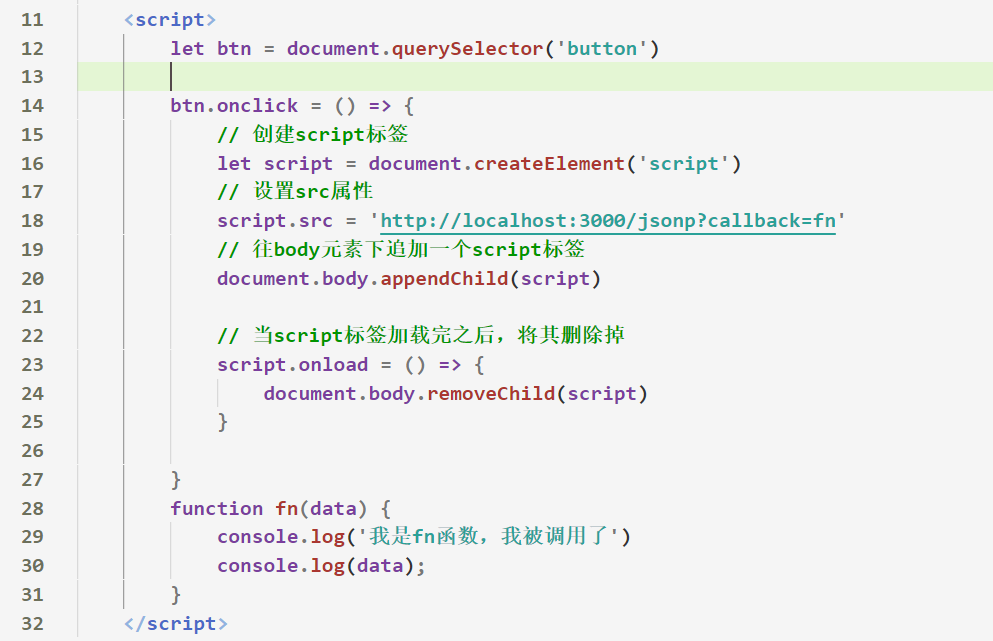 11 <script>
12 let btn = document.querySelector('button')
13
14 btn.onclick = () => {
15 // 创建script标签
16 let script = document.createElement('script')
17 // 设置src属性
18 script.src = 'http://localhost:3000/jsonp?callback=fn'
19 // 往body元素下追加一个script标签
20 document.body.appendChild(script)
21
22 // 当script标签加载完之后，将其删除掉
23 script.onload = () => {
24 document.body.removeChild(script)
25 }
26
27 }
28 function fn(data) {
29 console.log('我是fn函数，我被调用了')
30 console.log(data);
31 }
32 </script>